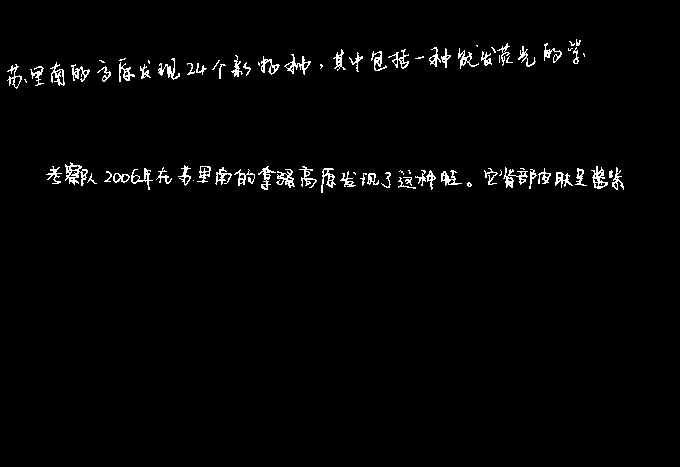 苏里南的高原发现24个新物种，其中包括一种能发荧光的紫
考察队2006年在苏里南的拿骚高原发现了这种蛙。它背部皮肤呈酱紫